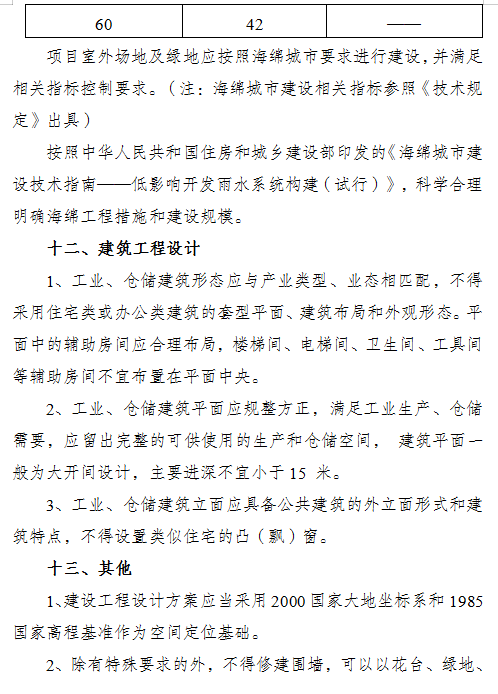 60 42 ——
项目室外场地及绿地应按照海绵城市要求进行建设，并满足
相关指标控制要求。（注：海绵城市建设相关指标参照《技术规
定》出具）
按照中华人民共和国住房和城乡建设部印发的《海绵城市建
设技术指南——低影响开发雨水系统构建（试行）》，科学合理
明确海绵工程措施和建设规模。
十二、建筑工程设计
1、工业、仓储建筑形态应与产业类型、业态相匹配，不得
采用住宅类或办公类建筑的套型平面、建筑布局和外观形态。平
面中的辅助房间应合理布局，楼梯间、电梯间、卫生间、工具间
等辅助房间不宜布置在平面中央。
2、工业、仓储建筑平面应规整方正，满足工业生产、仓储
需要，应留出完整的可供使用的生产和仓储空间， 建筑平面一
般为大开间设计，主要进深不宜小于 15 米。
3、工业、仓储建筑立面应具备公共建筑的外立面形式和建
筑特点，不得设置类似住宅的凸（飘）窗。
十三、其他
1、建设工程设计方案应当采用 2000 国家大地坐标系和 1985
国家高程基准作为空间定位基础。
2、除有特殊要求的外，不得修建围墙，可以以花台、绿地、